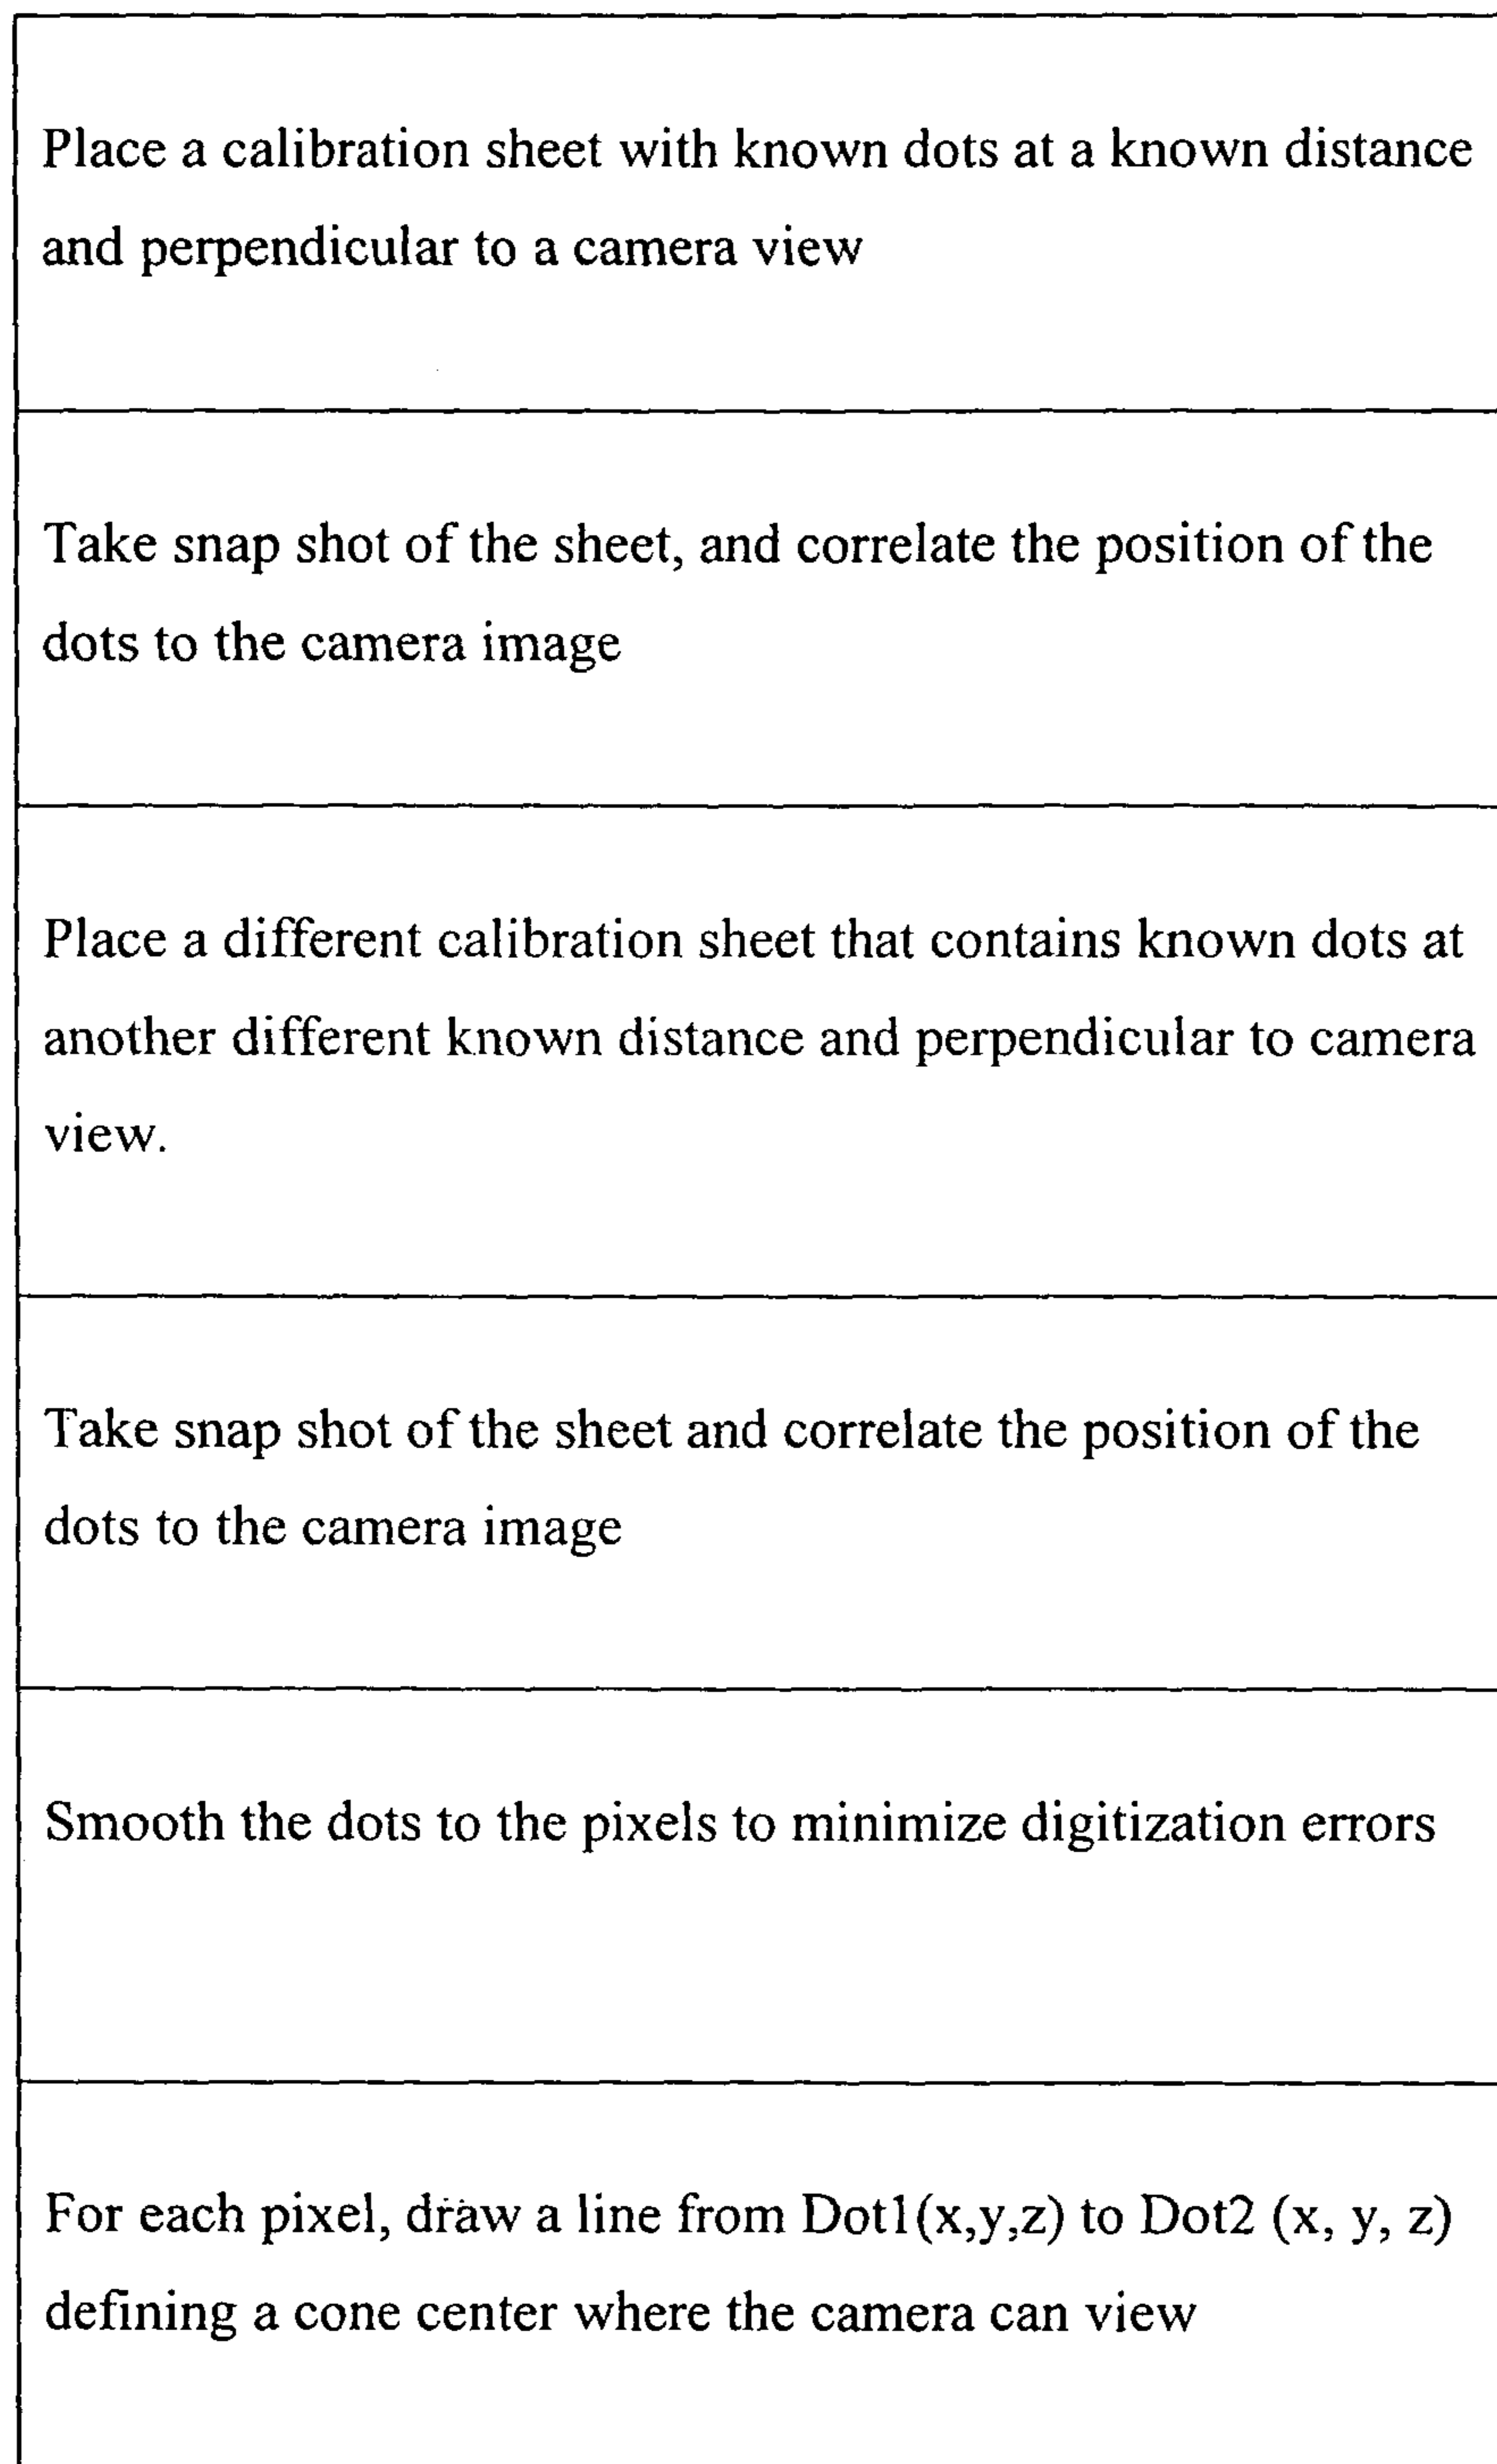 Place a calibration sheet with known dots at a known distance
and perpendicular to a camera view
Take snap shot of the sheet, and correlate the position of the
dots to the camera image
Place a different calibration sheet that contains known dots at
another different known distance and perpendicular to camera
view.
Take snap shot of the sheet and correlate the position of the
dots to the camera image
Smooth the dots to the pixels to minimize digitization errors
For each pixel, draw a line from Dot1(x,y,z) to Dot2 (x, y, z)
defining a cone center where the camera can view